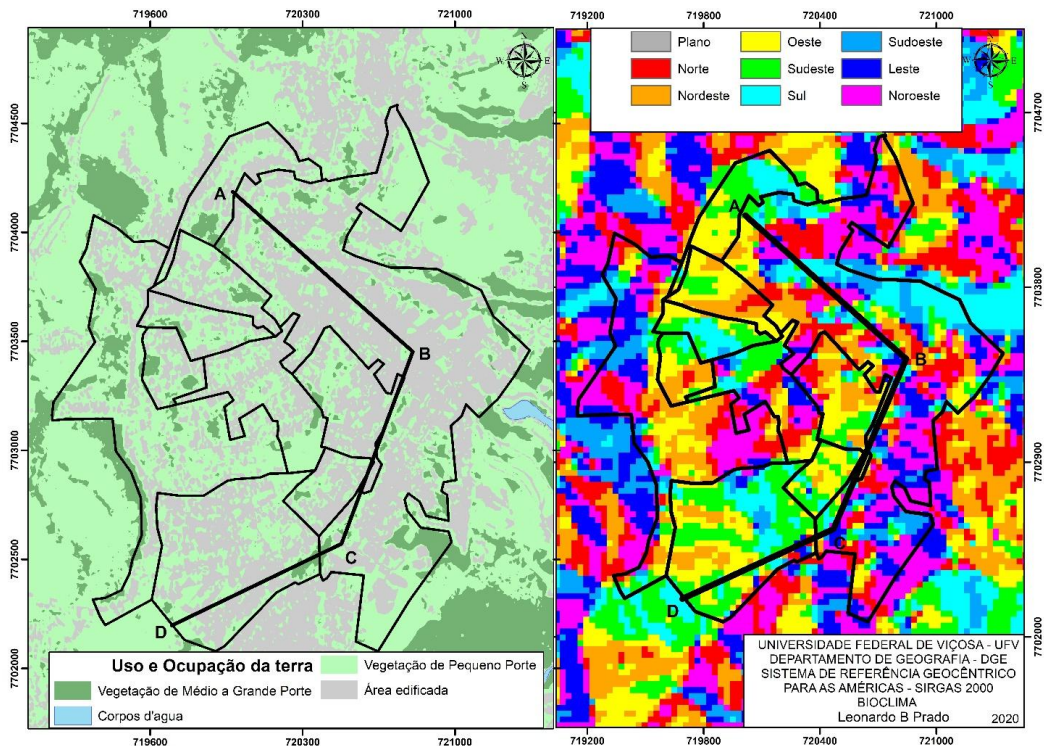 719600 720300 721000
7704500
7704000
7703500
7703000
7702500
7702000
N
W E
S
A
B
C
D
Uso e Ocupação da terra
Vegetação de Médio a Grande Porte
Corpos d'agua
Vegetação de Pequeno Porte
Área edificada
719600 720300 721000
719200 719800 720400 721000
Plano
Norte
Nordeste
Oeste
Sudeste
Sul
Sudoeste
Leste
Noroeste
N
W E
S
7704700
7703800
7702900
7702000
A
B
C
D
UNIVERSIDADE FEDERAL DE VIÇOSA - UFV
DEPARTAMENTO DE GEOGRAFIA - DGE
SISTEMA DE REFERÊNCIA GEOCÊNTRICO
PARA AS AMÉRICAS - SIRGAS 2000
BIOCLIMA
Leonardo B Prado 2020
719200 719800 720400 721000